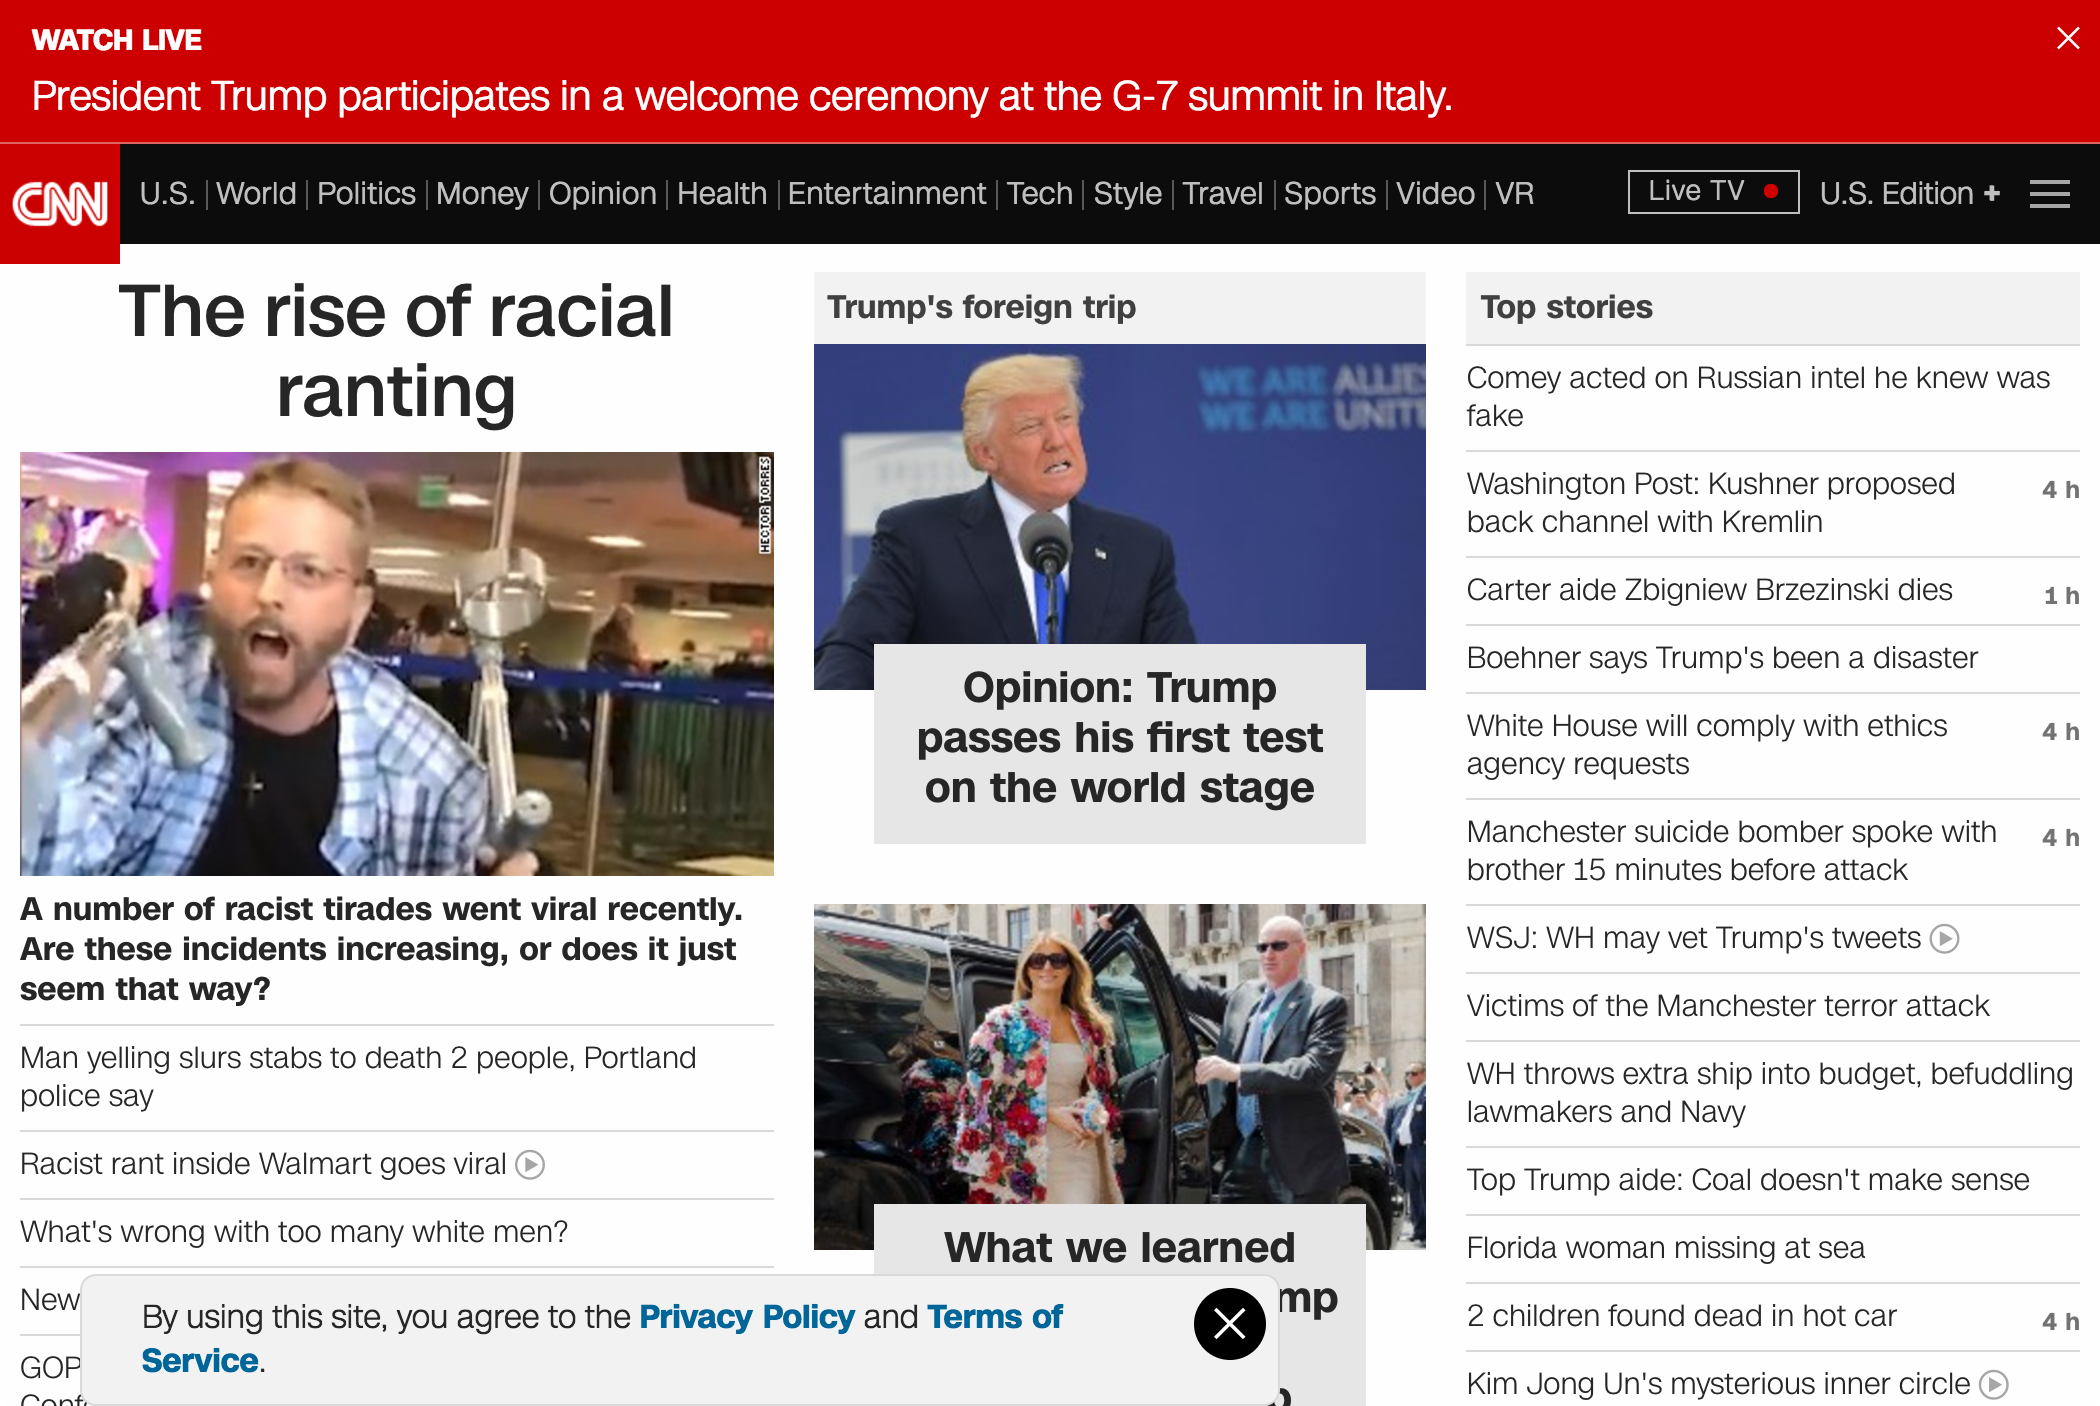 WATCH LIVE
President Trump participates in a welcome ceremony at the G-7 summit in Italy.
CNN
U.S. World Politics Money Opinion Health Entertainment Tech Style Travel Sports Video VR
Live TV
U.S. Edition +
The rise of racial
ranting
HECTOR TORRES
A number of racist tirades went viral recently.
Are these incidents increasing, or does it just
seem that way?
Man yelling slurs stabs to death 2 people, Portland
police say
Racist rant inside Walmart goes viral
What's wrong with too many white men?
New
GOP
Trump's foreign trip
WE ARE ALLIES
WE ARE UNITE
Opinion: Trump
passes his first test
on the world stage
What we learned
mp
Top stories
Comey acted on Russian intel he knew was
fake
Washington Post: Kushner proposed
back channel with Kremlin
4 h
Carter aide Zbigniew Brzezinski dies
1 h
Boehner says Trump's been a disaster
White House will comply with ethics
agency requests
4 h
Manchester suicide bomber spoke with
brother 15 minutes before attack
4 h
WSJ: WH may vet Trump's tweets
Victims of the Manchester terror attack
WH throws extra ship into budget, befuddling
lawmakers and Navy
Top Trump aide: Coal doesn't make sense
Florida woman missing at sea
2 children found dead in hot car
4 h
Kim Jong Un's mysterious inner circle
By using this site, you agree to the Privacy Policy and Terms of
Service.